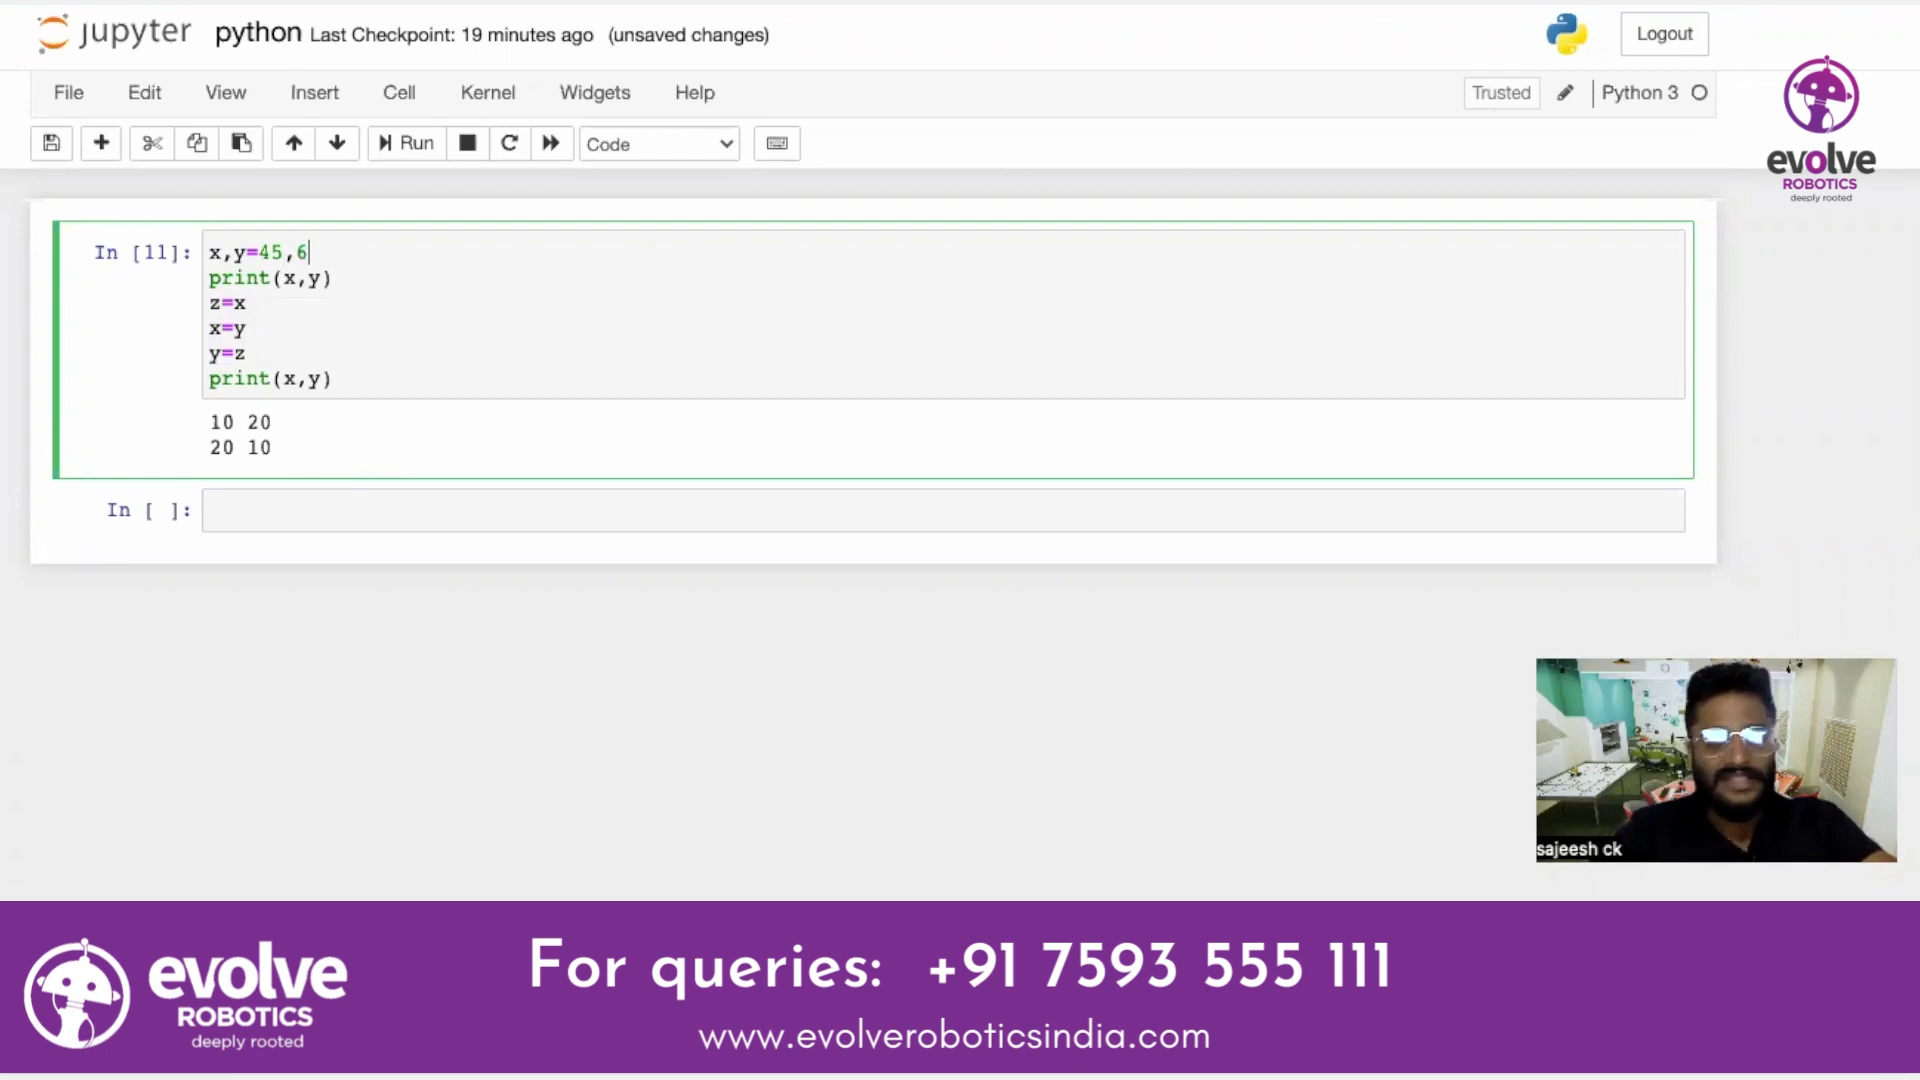 jupyter python Last Checkpoint: 19 minutes ago (unsaved changes)
Logout
File Edit View Insert Cell Kernel Widgets Help
Trusted Python 3
Run Code
evolve
ROBOTICS
deeply rooted
In [11]: x,y=45,6
print(x,y)
z=x
x=y
y=z
print(x,y)
10 20
20 10
In [ ]:
sajeesh ck
evolve
ROBOTICS
deeply rooted
For queries: +91 7593 555 111
www.evolveroboticsindia.com